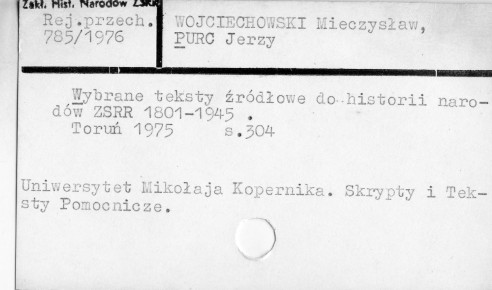 Zakł. Hist. Narodów ZSRR
Rej.przech.
785/1976
WOJCIECHOWSKI Mieczysław,
PURC Jerzy
Wybrane teksty źródłowe do historii naro-
dów ZSRR 1801-1945 .
Toruń 1975 s.304
Uniwersytet Mikołaja Kopernika. Skrypty i Tek-
sty Pomocnicze.